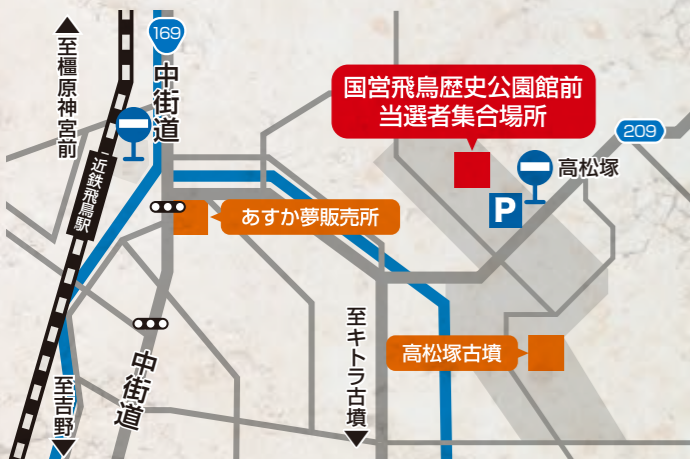 至橿原神宮前
169
中街道
近鉄飛鳥駅
国営飛鳥歴史公園館前
当選者集合場所
209
高松塚
P
あすか夢販売所
至キトラ古墳
高松塚古墳
中街道
至吉野